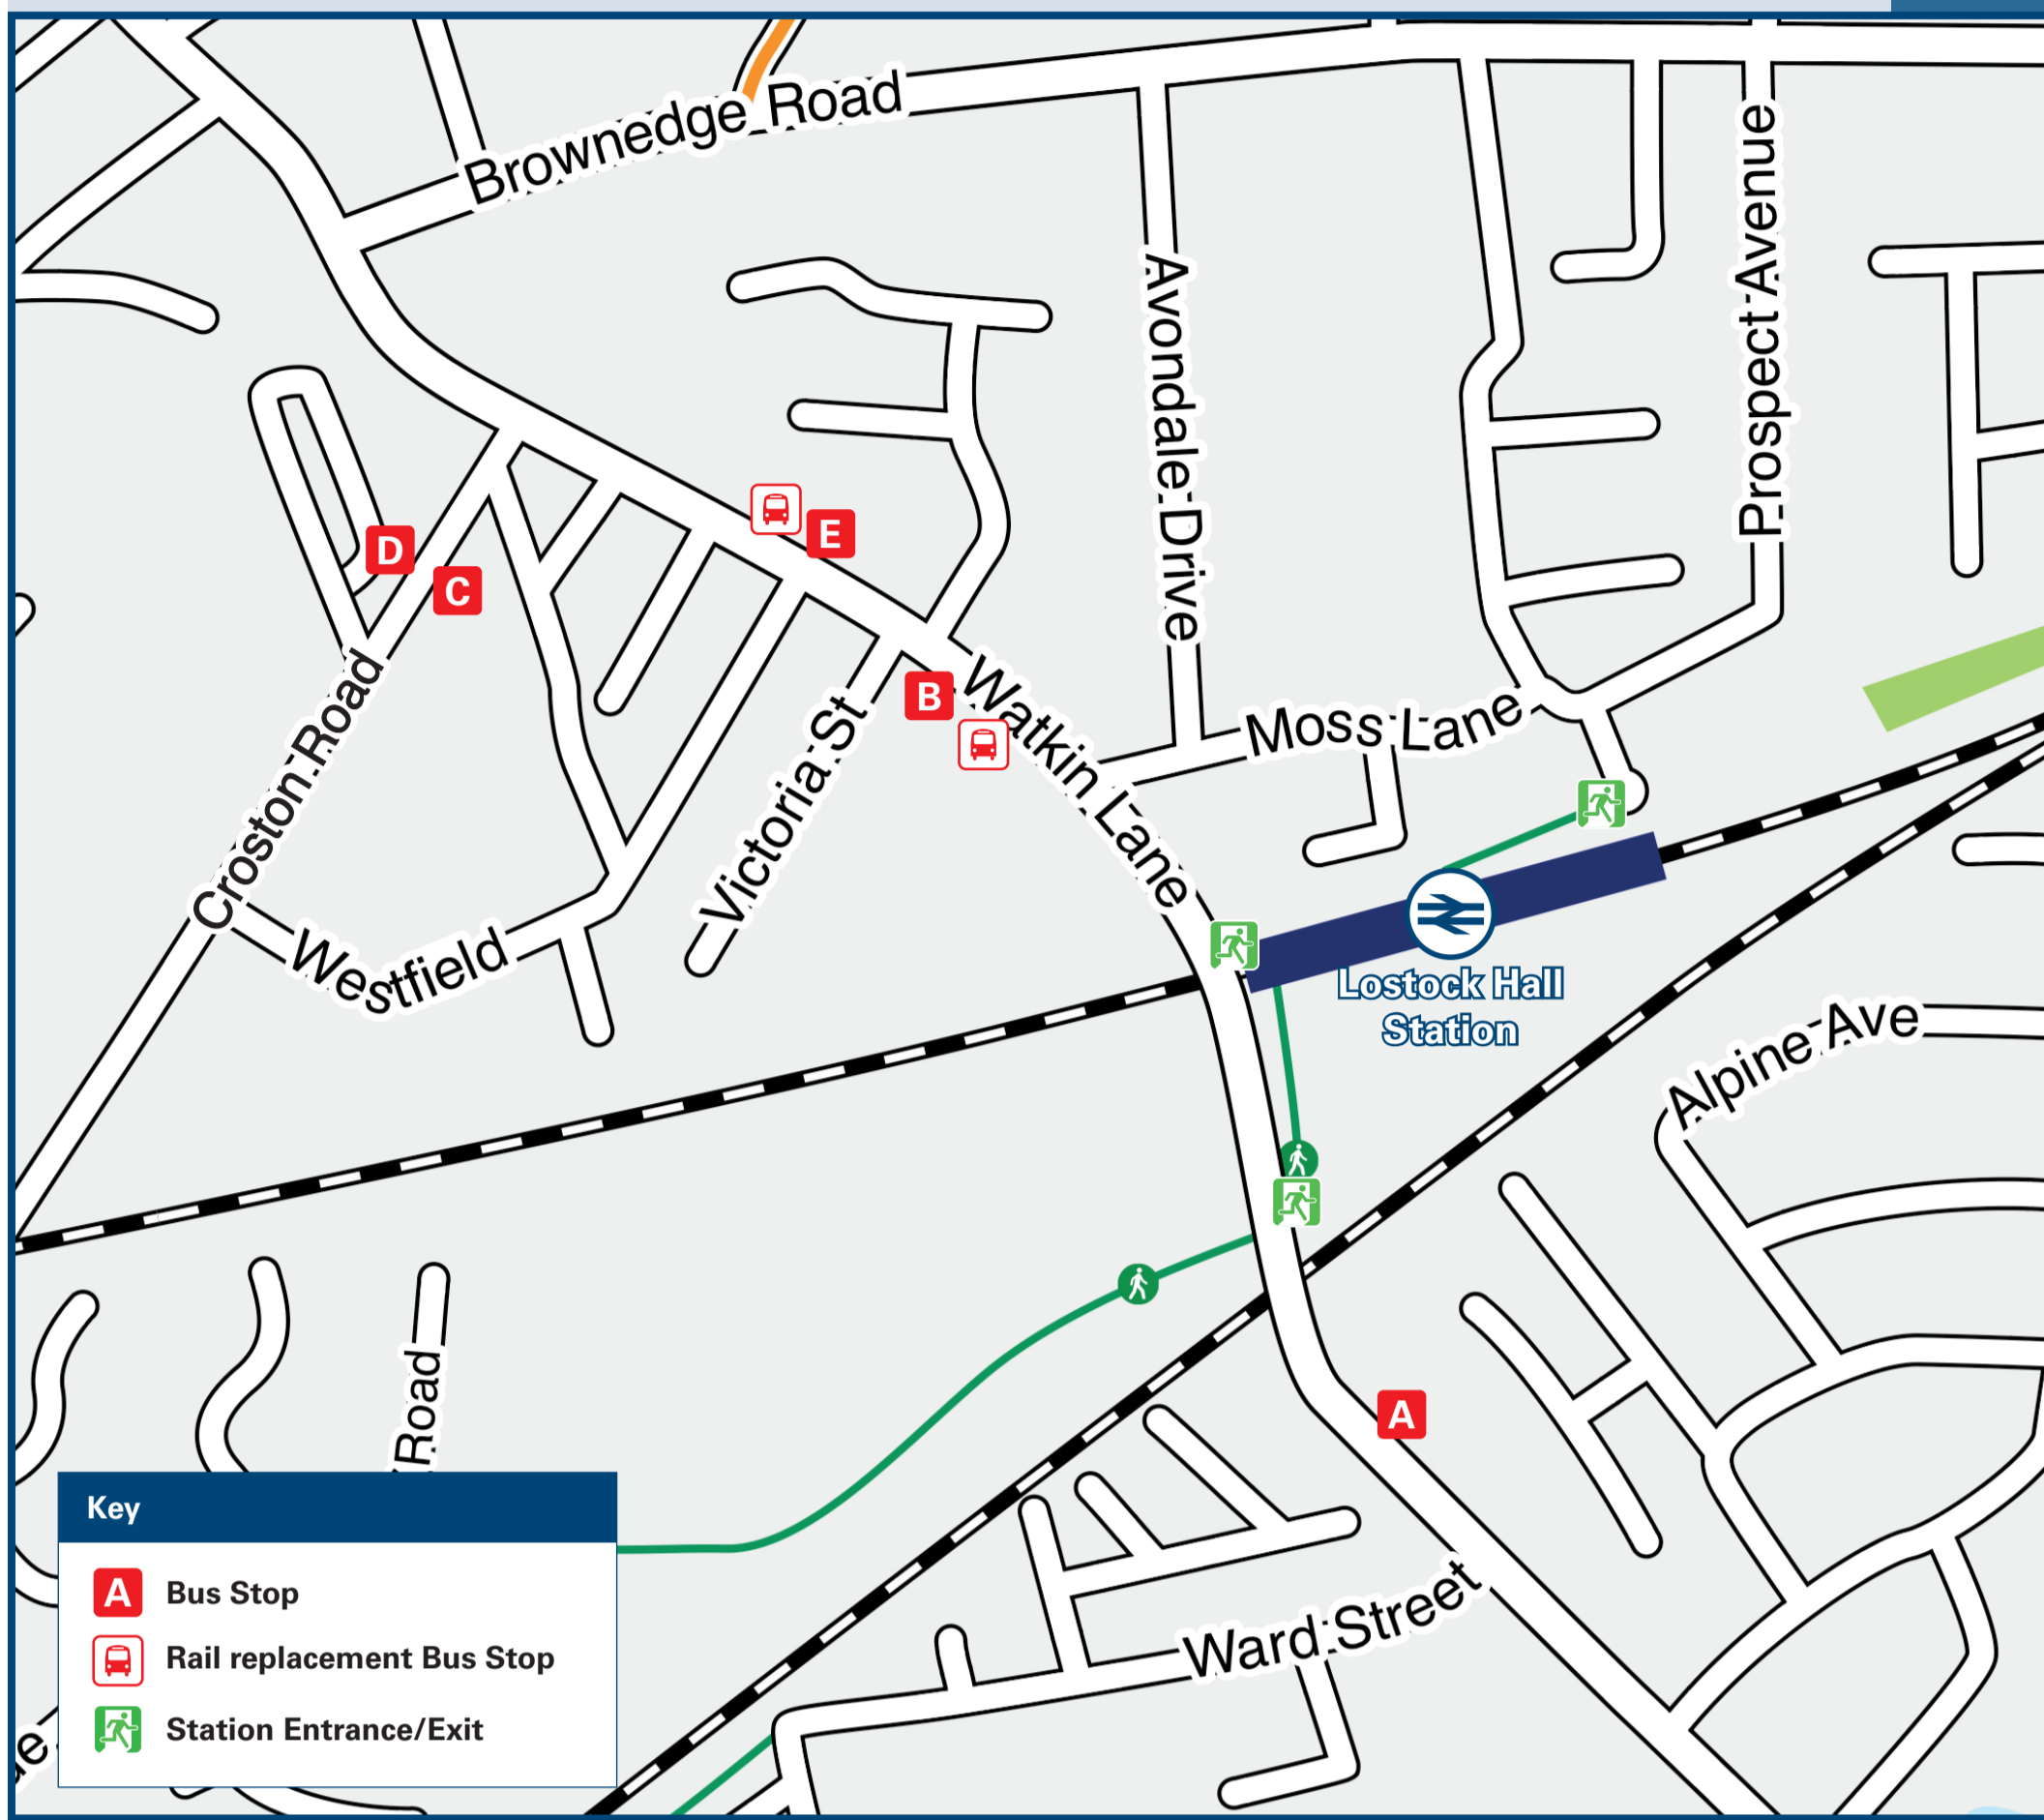 Brownedge Road
Avondale Drive
Prospect Avenue
E
D
C
B
Croston Road
Victoria St
Watkin Lane
Moss Lane
Westfield
Lostock Hall
Station
Alpine Ave
A
Road
Ward Street
Key
A Bus Stop
Rail replacement Bus Stop
Station Entrance/Exit